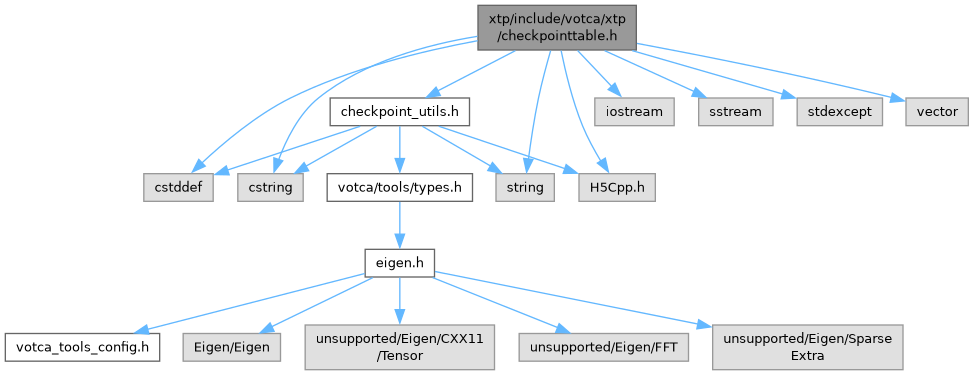 xtp/include/votca/xtp
/checkpointtable.h
checkpoint_utils.h
iostream
sstream
stdexcept
vector
cstddef
cstring
votca/tools/types.h
string
H5Cpp.h
eigen.h
votca_tools_config.h
Eigen/Eigen
unsupported/Eigen/CXX11
/Tensor
unsupported/Eigen/FFT
unsupported/Eigen/Sparse
Extra